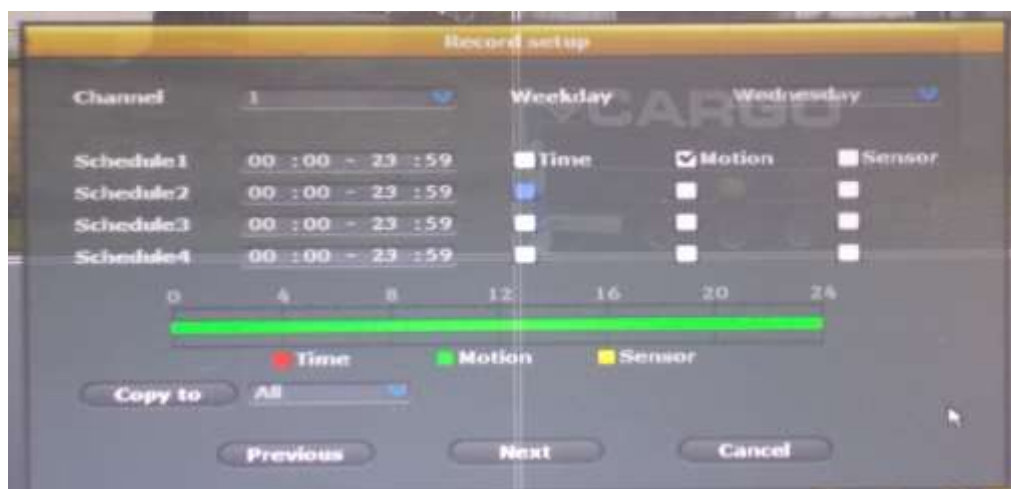 Record setup
Channel 1 Weekday Wednesday
CARGO
Schedule1 00 :00 - 23 :59 Time Motion Sensor
Schedule2 00 :00 - 23 :59
Schedule3 00 :00 - 23 :59
Schedule4 00 :00 - 23 :59
0 4 8 12 16 20 24
Time Motion Sensor
Copy to All
Previous Next Cancel